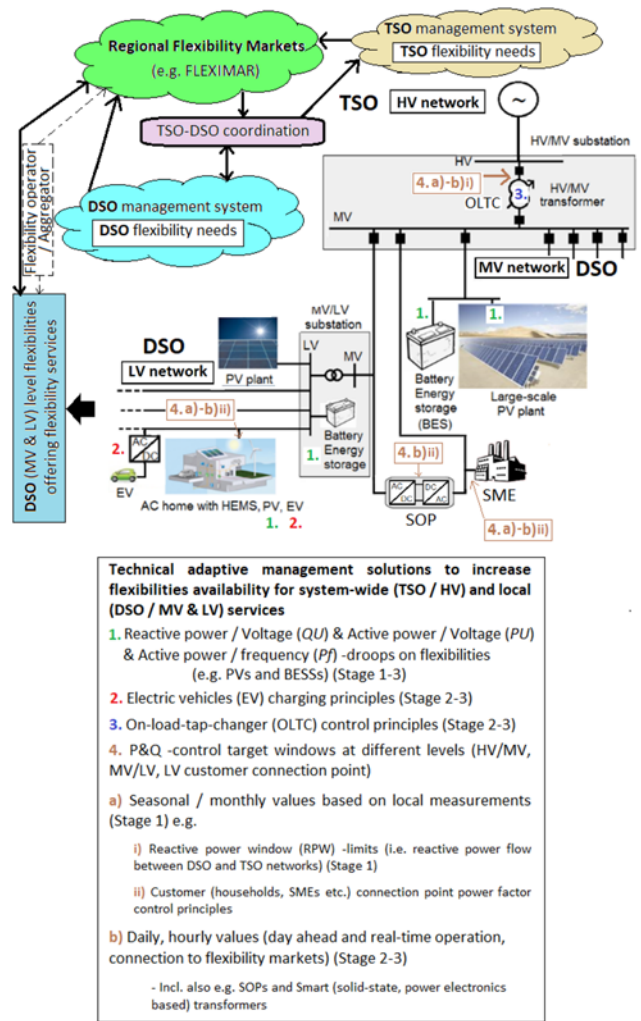 Regional Flexibility Markets
(e.g. FLEXIMAR)
TSO management system
TSO flexibility needs
TSO-DSO coordination
DSO management system
DSO flexibility needs
Flexibility operator
/ Aggregator
DSO (MV & LV) level flexibilities
offering flexibility services
TSO
HV network
~
HV/MV substation
HV
4.a)-b)i)
3.
OLTC
HV/MV
transformer
MV
MV network
DSO
1.
1.
Battery
Energy
storage
(BES)
Large-scale
PV plant
MV/LV
substation
LV
MV
DSO
LV network
PV plant
4.a)-b)ii)
Battery
Energy
storage
1.
2.
AC
DC
EV
AC home with HEMS, PV, EV
1. 2.
4.b)ii)
AC
DC
DC
AC
SOP
SME
4.a)-b)ii)
Technical adaptive management solutions to increase
flexibilities availability for system-wide (TSO / HV) and local
(DSO / MV & LV) services
1. Reactive power / Voltage (QU) & Active power / Voltage (PU)
& Active power / frequency (Pf) -droops on flexibilities
(e.g. PVs and BESSs) (Stage 1-3)
2. Electric vehicles (EV) charging principles (Stage 2-3)
3. On-load-tap-changer (OLTC) control principles (Stage 2-3)
4. P&Q -control target windows at different levels (HV/MV,
MV/LV, LV customer connection point)
a) Seasonal / monthly values based on local measurements
(Stage 1) e.g.
i) Reactive power window (RPW) -limits (i.e. reactive power flow
between DSO and TSO networks) (Stage 1)
ii) Customer (households, SMEs etc.) connection point power factor
control principles
b) Daily, hourly values (day ahead and real-time operation,
connection to flexibility markets) (Stage 2-3)
- Incl. also e.g. SOPs and Smart (solid-state, power electronics
based) transformers